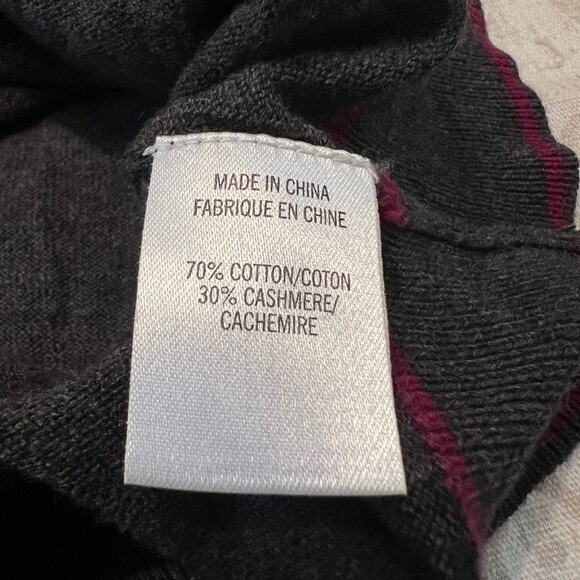 MADE IN CHINA
FABRIQUE EN CHINE
70% COTTON/COTON
30% CASHMERE/
CACHEMIRE